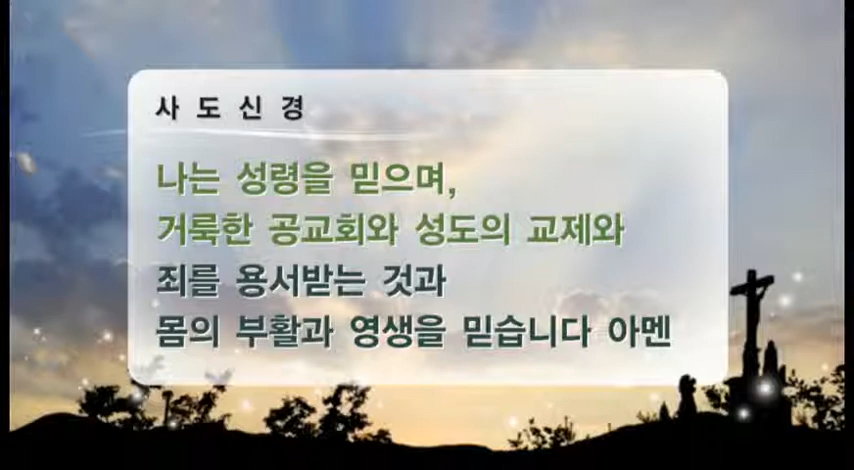 사 도 신 경
나는 성령을 믿으며,
거룩한 공교회와 성도의 교제와
죄를 용서받는 것과
몸의 부활과 영생을 믿습니다 아멘